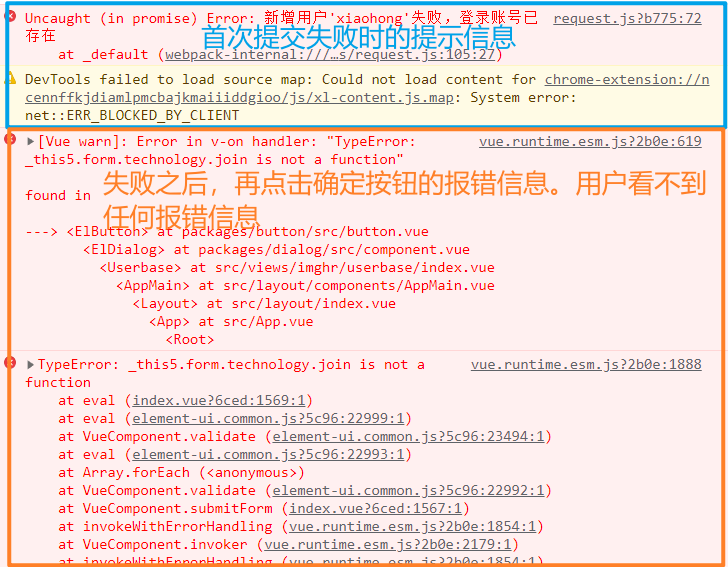 Uncaught (in promise) Error: 新增用户'xiaohong'失败，登录账号已 request.js?b775:72
存在
首次提交失败时的提示信息
at _default (webpack-internal:///…s/request.js:105:27)
DevTools failed to load source map: Could not load content for chrome-extension://n
cennffkjdiamlpmcbajkmaiiiddgioo/js/xl-content.js.map: System error:
net::ERR_BLOCKED_BY_CLIENT
▶[Vue warn]: Error in v-on handler: "TypeError: vue.runtime.esm.js?2b0e:619
_this5.form.technology.join is not a function"
found in
失败之后，再点击确定按钮的报错信息。用户看不到
任何报错信息
---> <ElButton> at packages/button/src/button.vue
<ElDialog> at packages/dialog/src/component.vue
<Userbase> at src/views/imghr/userbase/index.vue
<AppMain> at src/layout/components/AppMain.vue
<Layout> at src/layout/index.vue
<App> at src/App.vue
<Root>
▶TypeError: _this5.form.technology.join is not a vue.runtime.esm.js?2b0e:1888
function
at eval (index.vue?6ced:1569:1)
at eval (element-ui.common.js?5c96:22999:1)
at VueComponent.validate (element-ui.common.js?5c96:23494:1)
at eval (element-ui.common.js?5c96:22993:1)
at Array.forEach (<anonymous>)
at VueComponent.validate (element-ui.common.js?5c96:22992:1)
at VueComponent.submitForm (index.vue?6ced:1567:1)
at invokeWithErrorHandling (vue.runtime.esm.js?2b0e:1854:1)
at VueComponent.invoker (vue.runtime.esm.js?2b0e:2179:1)
at invokeWithErrorHandling (vue.runtime.esm.js?2b0e:1854:1)